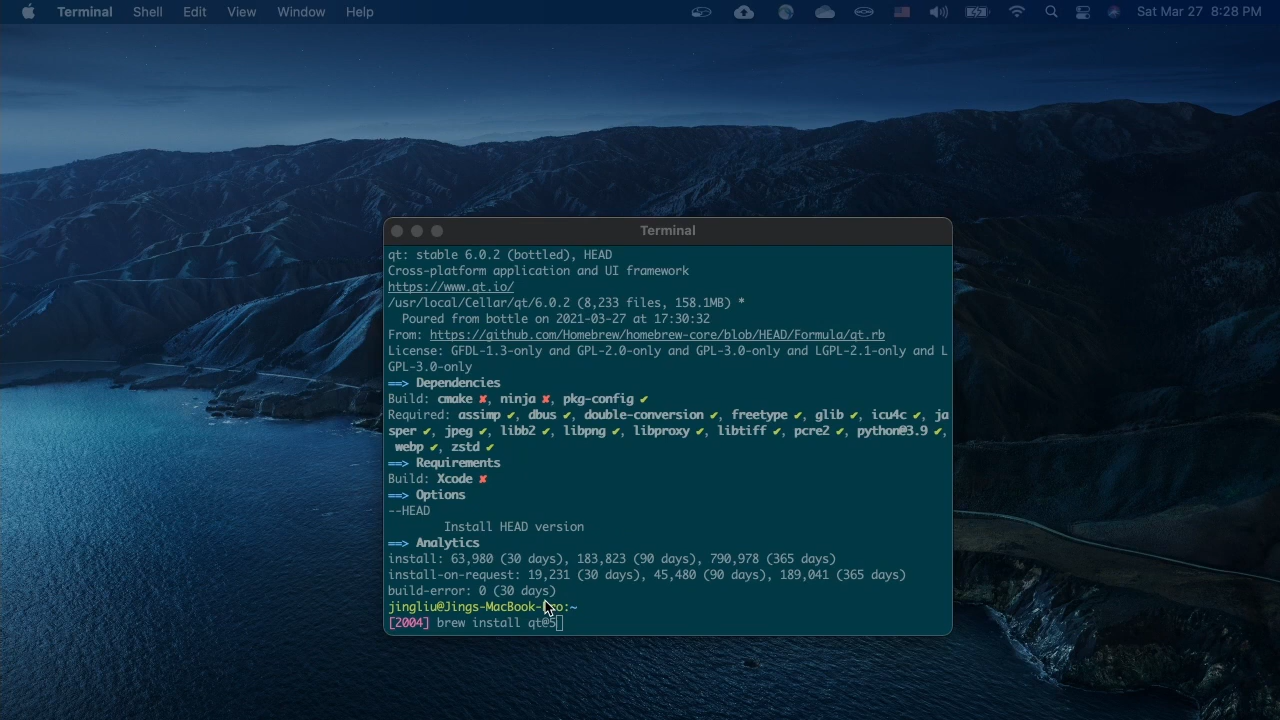 Terminal Shell Edit View Window Help Sat Mar 27 8:28 PM
Terminal
qt: stable 6.0.2 (bottled), HEAD
Cross-platform application and UI framework
https://www.qt.io/
/usr/local/Cellar/qt/6.0.2 (8,233 files, 158.1MB) *
Poured from bottle on 2021-03-27 at 17:30:32
From: https://github.com/Homebrew/homebrew-core/blob/HEAD/Formula/qt.rb
License: GFDL-1.3-only and GPL-2.0-only and GPL-3.0-only and LGPL-2.1-only and L
GPL-3.0-only
==> Dependencies
Build: cmake ✘, ninja ✘, pkg-config ✔
Required: assimp ✔, dbus ✔, double-conversion ✔, freetype ✔, glib ✔, icu4c ✔, ja
sper ✔, jpeg ✔, libb2 ✔, libpng ✔, libproxy ✔, libtiff ✔, pcre2 ✔, python@3.9 ✔,
webp ✔, zstd ✔
==> Requirements
Build: Xcode ✘
==> Options
--HEAD
Install HEAD version
==> Analytics
install: 63,980 (30 days), 183,823 (90 days), 790,978 (365 days)
install-on-request: 19,231 (30 days), 45,480 (90 days), 189,041 (365 days)
build-error: 0 (30 days)
jingliu@Jings-MacBook-Pro:~
[2004] brew install qt@5